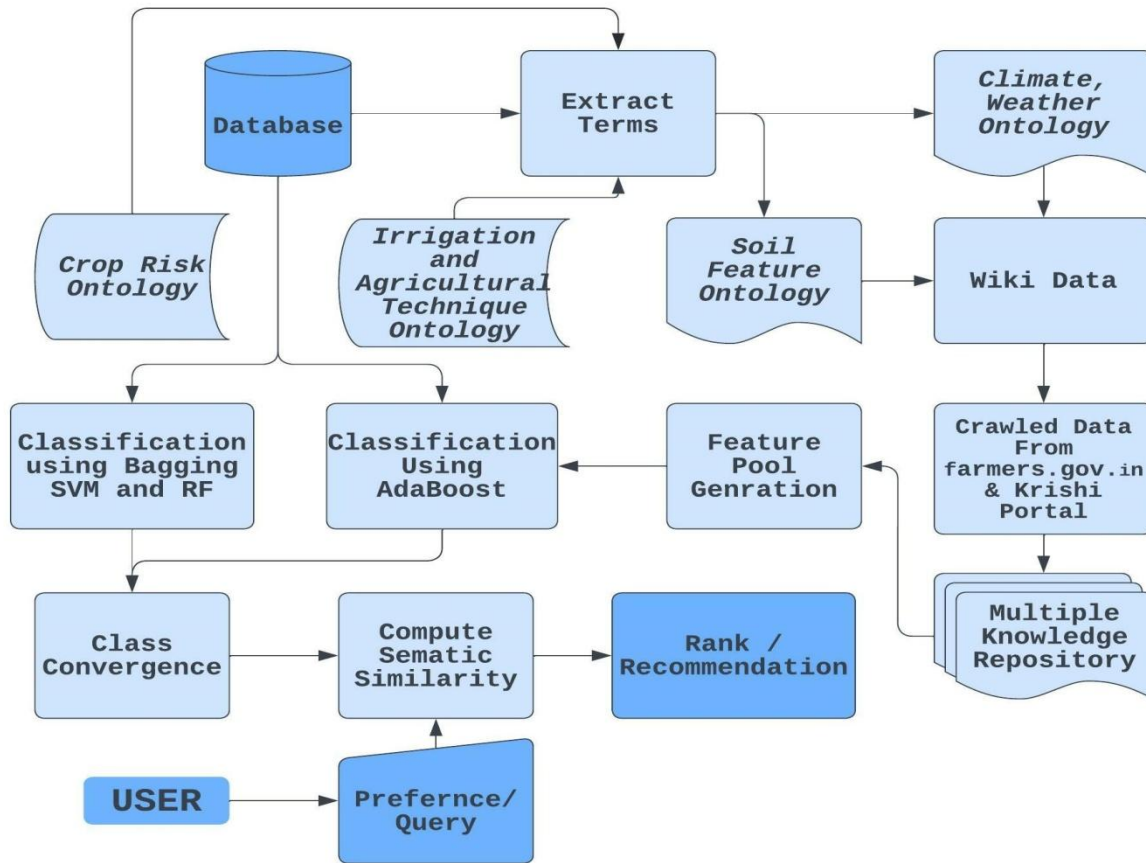 Database
Extract
Terms
Climate,
Weather
Ontology
Crop Risk
Ontology
Irrigation
and
Agricultural
Technique
Ontology
Soil
Feature
Ontology
Wiki Data
Classification
using Bagging
SVM and RF
Classification
Using
AdaBoost
Feature
Pool
Genration
Crawled Data
From
farmers.gov.in
& Krishi
Portal
Class
Convergence
Compute
Sematic
Similarity
Rank /
Recommendation
Multiple
Knowledge
Repository
USER
Prefernce/
Query